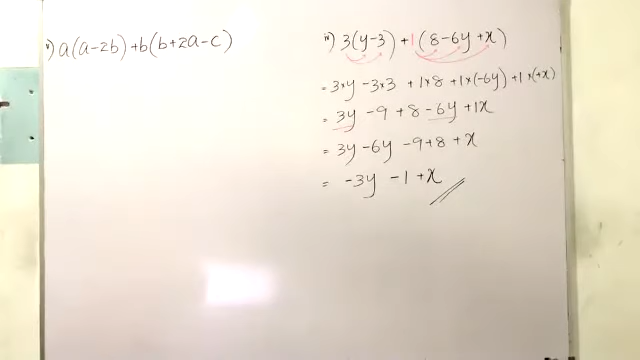 v) a(a-2b)+b(b+2a-c)
iv) 3(y-3)+1(8-6y+x)
= 3×y -3×3 +1×8 +1×(-6y)+1×(+x)
= 3y -9 +8 -6y +1x
= 3y -6y -9+8 +x
= -3y -1 +x